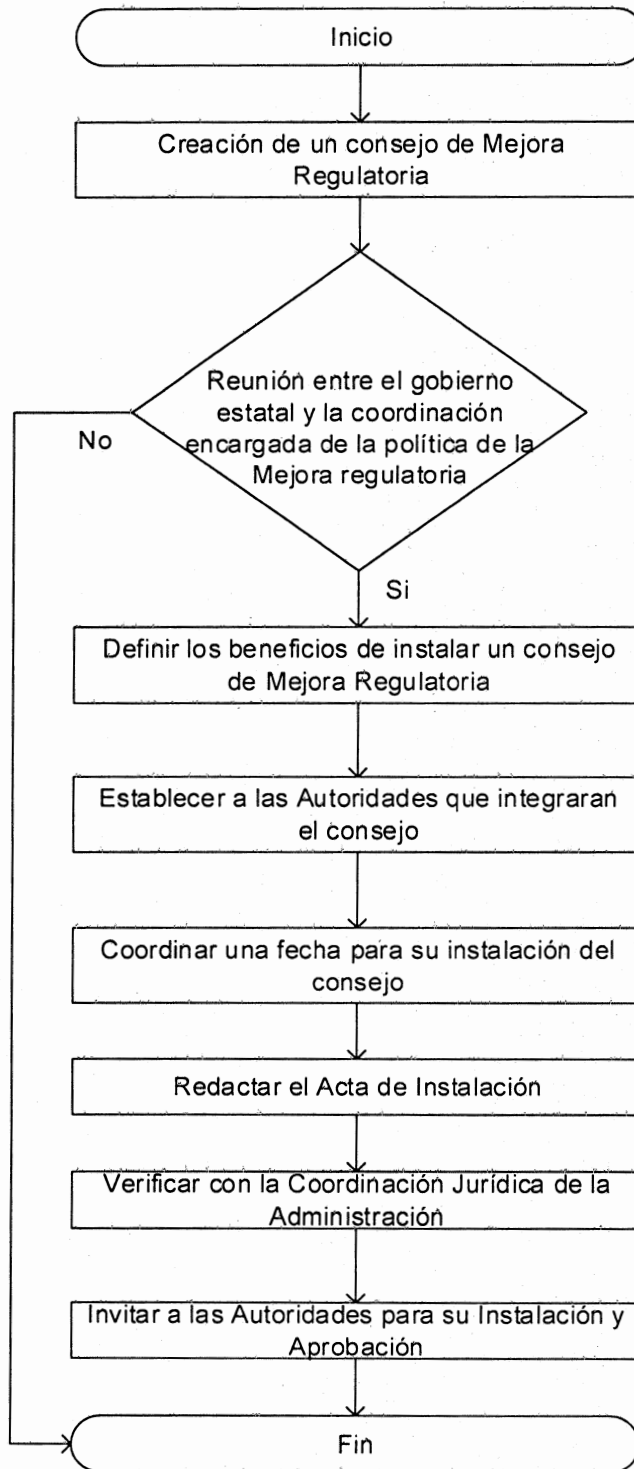 Inicio
Creación de un consejo de Mejora
Regulatoria
Reunión entre el gobierno
estatal y la coordinación
encargada de la política de la
Mejora regulatoria
No
Si
Definir los beneficios de instalar un consejo
de Mejora Regulatoria
Establecer a las Autoridades que integraran
el consejo
Coordinar una fecha para su instalación del
consejo
Redactar el Acta de Instalación
Verificar con la Coordinación Jurídica de la
Administración
Invitar a las Autoridades para su Instalación y
Aprobación
Fin